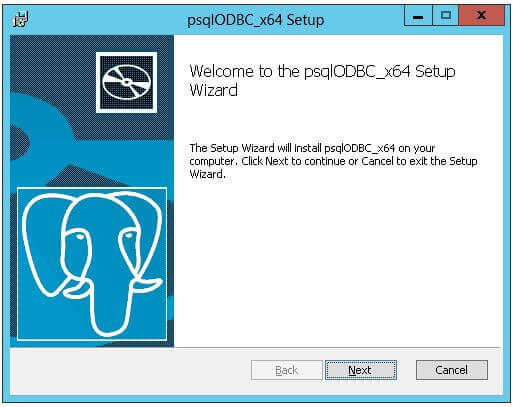 psqlODBC_x64 Setup
Welcome to the psqlODBC_x64 Setup
Wizard
The Setup Wizard will install psqlODBC_x64 on your
computer. Click Next to continue or Cancel to exit the Setup
Wizard.
Back
Next
Cancel